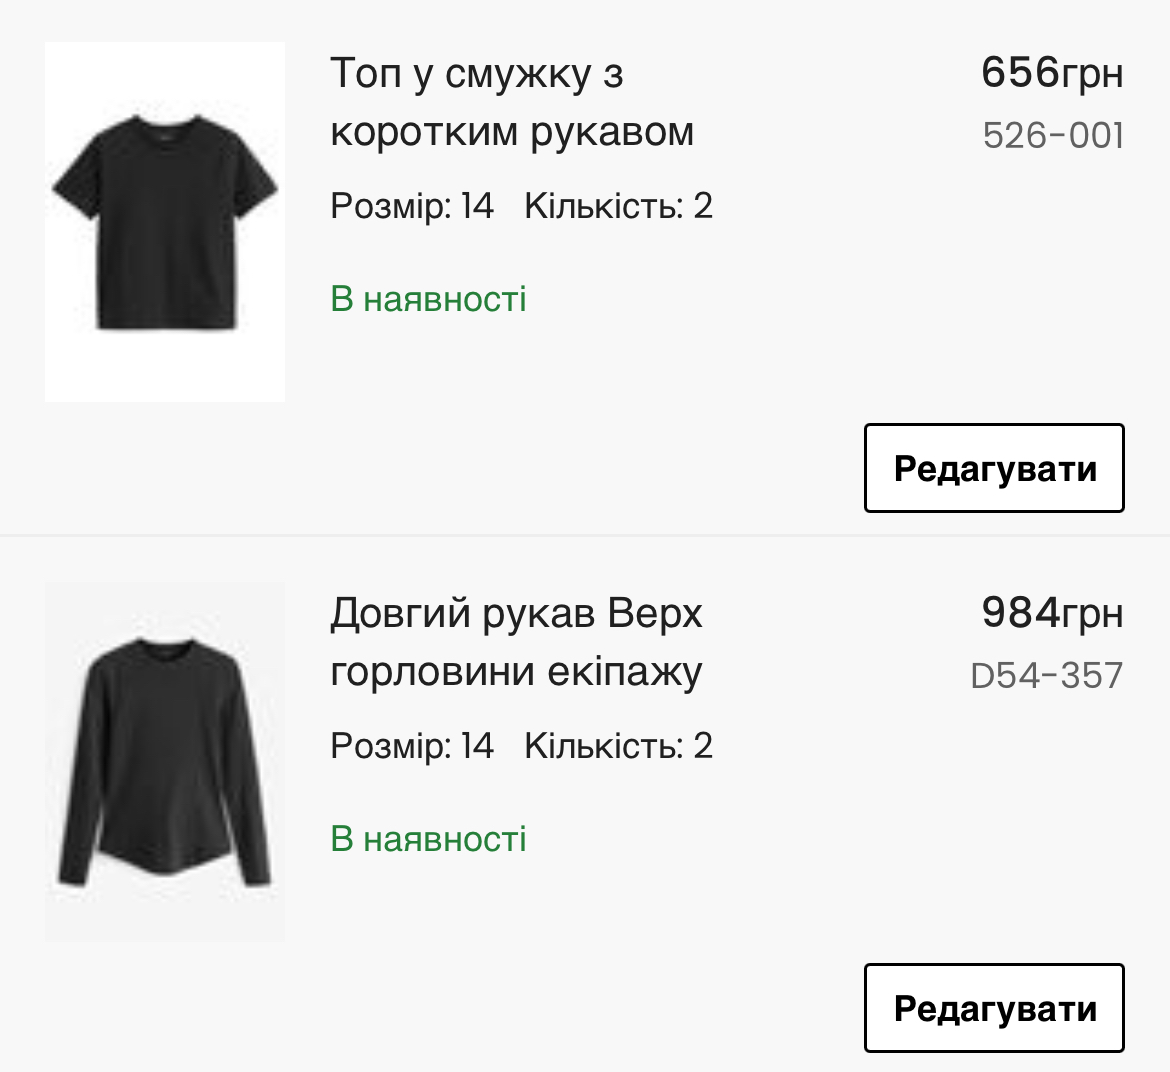 Топ у смужку з
коротким рукавом
656грн
526-001
Розмір: 14 Кількість: 2
В наявності
Редагувати
Довгий рукав Верх
горловини екіпажу
984грн
D54-357
Розмір: 14 Кількість: 2
В наявності
Редагувати